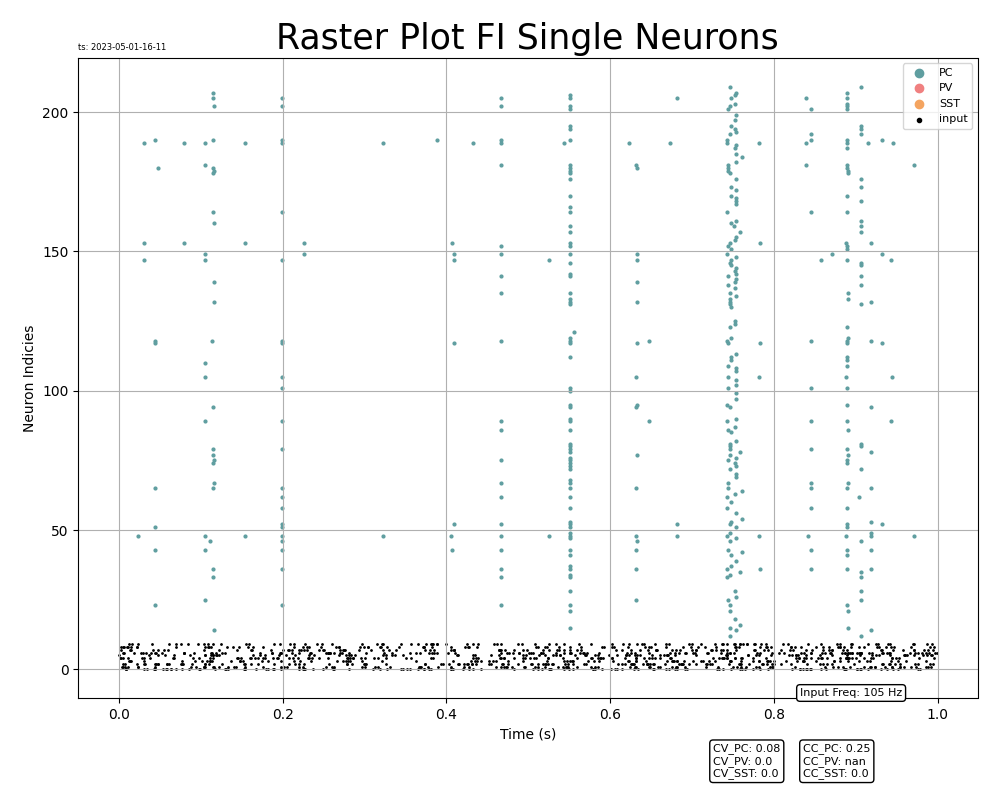 Raster Plot FI Single Neurons
ts: 2023-05-01-16-11
PC
PV
SST
input
Neuron Indicies
200
150
100
50
0
0.0 0.2 0.4 0.6 0.8 1.0
Time (s)
Input Freq: 105 Hz
CV_PC: 0.08
CV_PV: 0.0
CV_SST: 0.0
CC_PC: 0.25
CC_PV: nan
CC_SST: 0.0